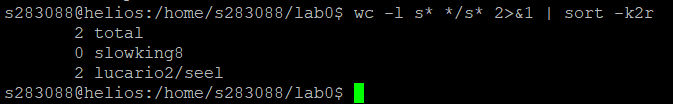 s283088@helios:/home/s283088/lab0$ wc -l s* */s* 2>&1 | sort -k2r
2 total
0 slowking8
2 lucario2/seel
s283088@helios:/home/s283088/lab0$